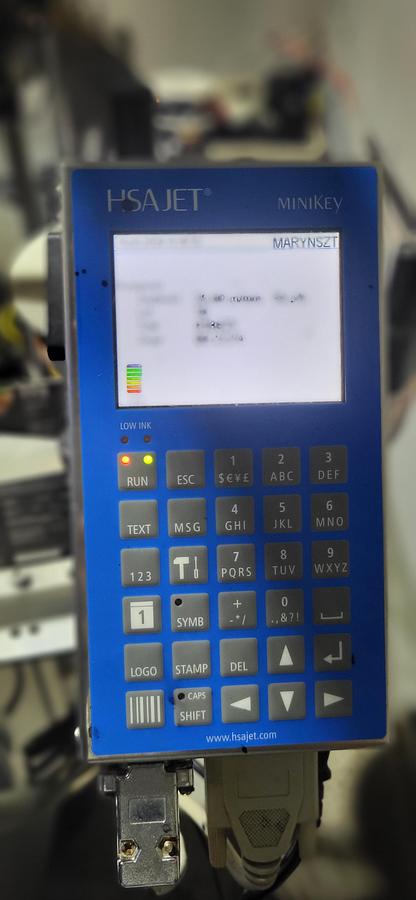 HSAJET®
MINIKEY
MARYNSZT
LOW INK
RUN
ESC
1
$€¥£
2
ABC
3
DEF
TEXT
MSG
4
GHI
5
JKL
6
MNO
123
7
PQRS
8
TUV
9
WXYZ
1
SYMB
+
-*/
0
.,&?!
LOGO
STAMP
DEL
CAPS
SHIFT
www.hsajet.com